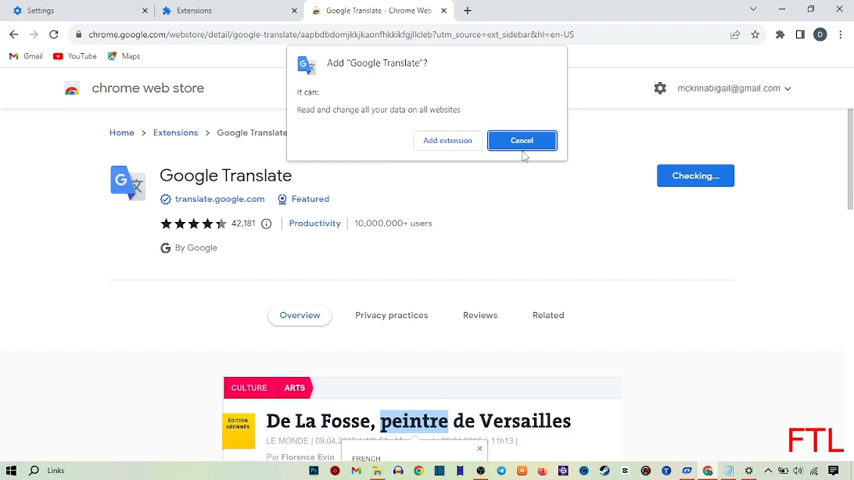 Settings
Extensions
Google Translate - Chrome Web
chrome.google.com/webstore/detail/google-translate/aapbdbdomjkkjkaonfhkkikfgjllcleb?utm_source=ext_sidebar&hl=en-US
D
Gmail
YouTube
Maps
Add "Google Translate"?
It can:
Read and change all your data on all websites
Add extension
Cancel
chrome web store
mcknnabigail@gmail.com
Home
Extensions
Google Translate
Google Translate
Checking...
translate.google.com
Featured
42,181
Productivity
10,000,000+ users
By Google
Overview
Privacy practices
Reviews
Related
CULTURE
ARTS
ÉDITION
ABONNÉS
De La Fosse, peintre de Versailles
LE MONDE
Par Florence Evin
FRENCH
FTL
Links